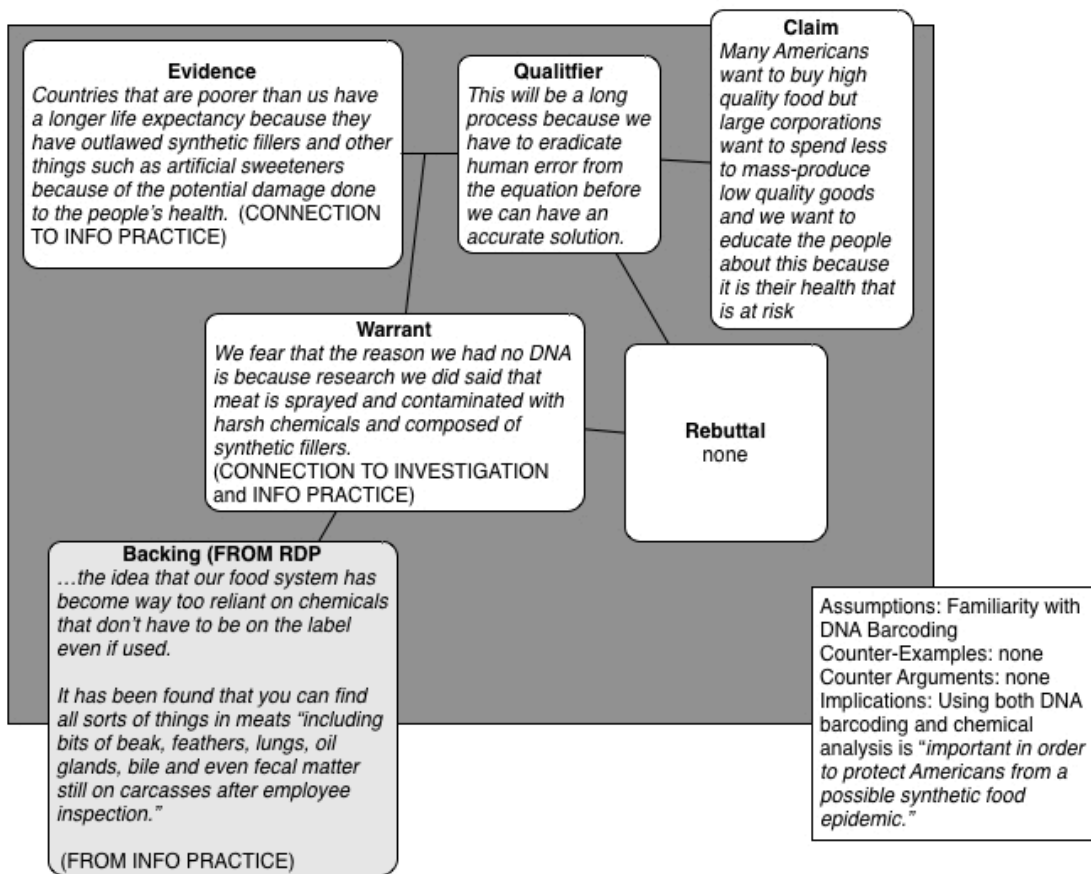 Evidence
Countries that are poorer than us have
a longer life expectancy because they
have outlawed synthetic fillers and other
things such as artificial sweeteners
because of the potential damage done
to the people's health.  (CONNECTION
TO INFO PRACTICE)
Qualitfier
This will be a long
process because we
have to eradicate
human error from
the equation before
we can have an
accurate solution.
Claim
Many Americans
want to buy high
quality food but
large corporations
want to spend less
to mass-produce
low quality goods
and we want to
educate the people
about this because
it is their health that
is at risk
Warrant
We fear that the reason we had no DNA
is because research we did said that
meat is sprayed and contaminated with
harsh chemicals and composed of
synthetic fillers.
(CONNECTION TO INVESTIGATION
and INFO PRACTICE)
Rebuttal
none
Backing (FROM RDP
…the idea that our food system has
become way too reliant on chemicals
that don't have to be on the label
even if used.
It has been found that you can find
all sorts of things in meats “including
bits of beak, feathers, lungs, oil
glands, bile and even fecal matter
still on carcasses after employee
inspection.”
(FROM INFO PRACTICE)
Assumptions: Familiarity with
DNA Barcoding
Counter-Examples: none
Counter Arguments: none
Implications: Using both DNA
barcoding and chemical
analysis is “important in order
to protect Americans from a
possible synthetic food
epidemic.”